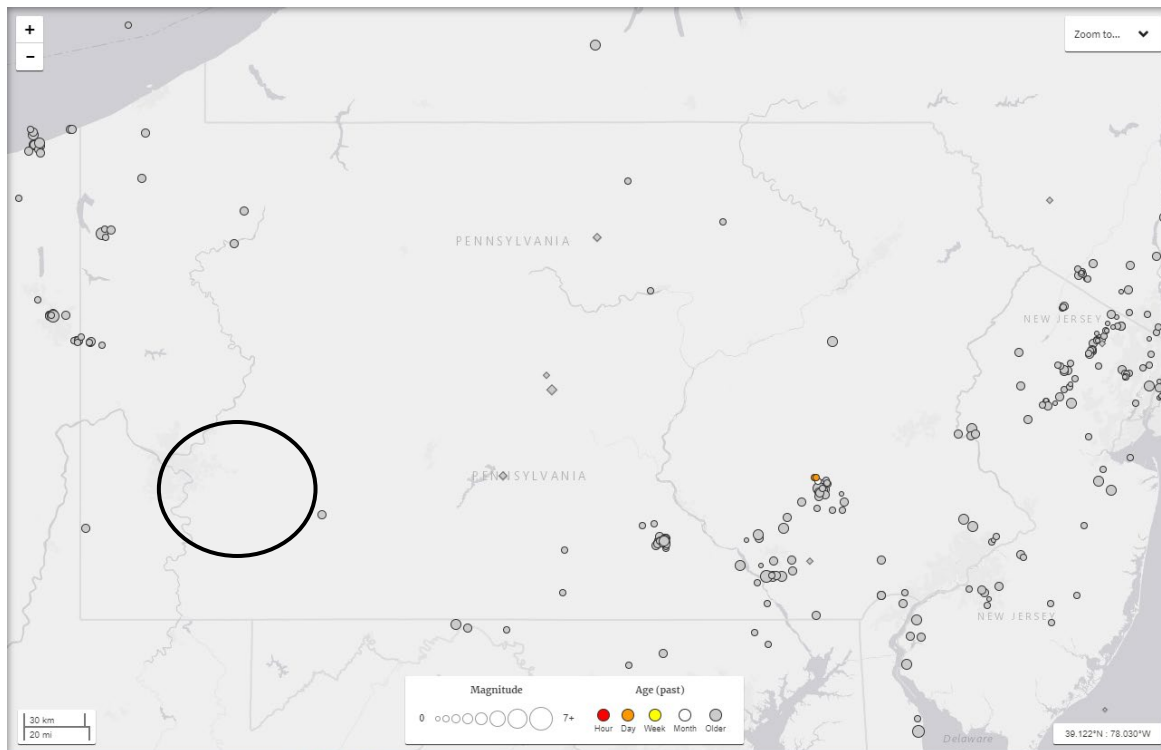 +
−
Zoom to...
PENNSYLVANIA
NEW JERSEY
PENNSYLVANIA
NEW JERSEY
Delaware
Magnitude
0
7+
Age (past)
Hour
Day
Week
Month
Older
30 km
20 mi
39.122°N : 78.030°W